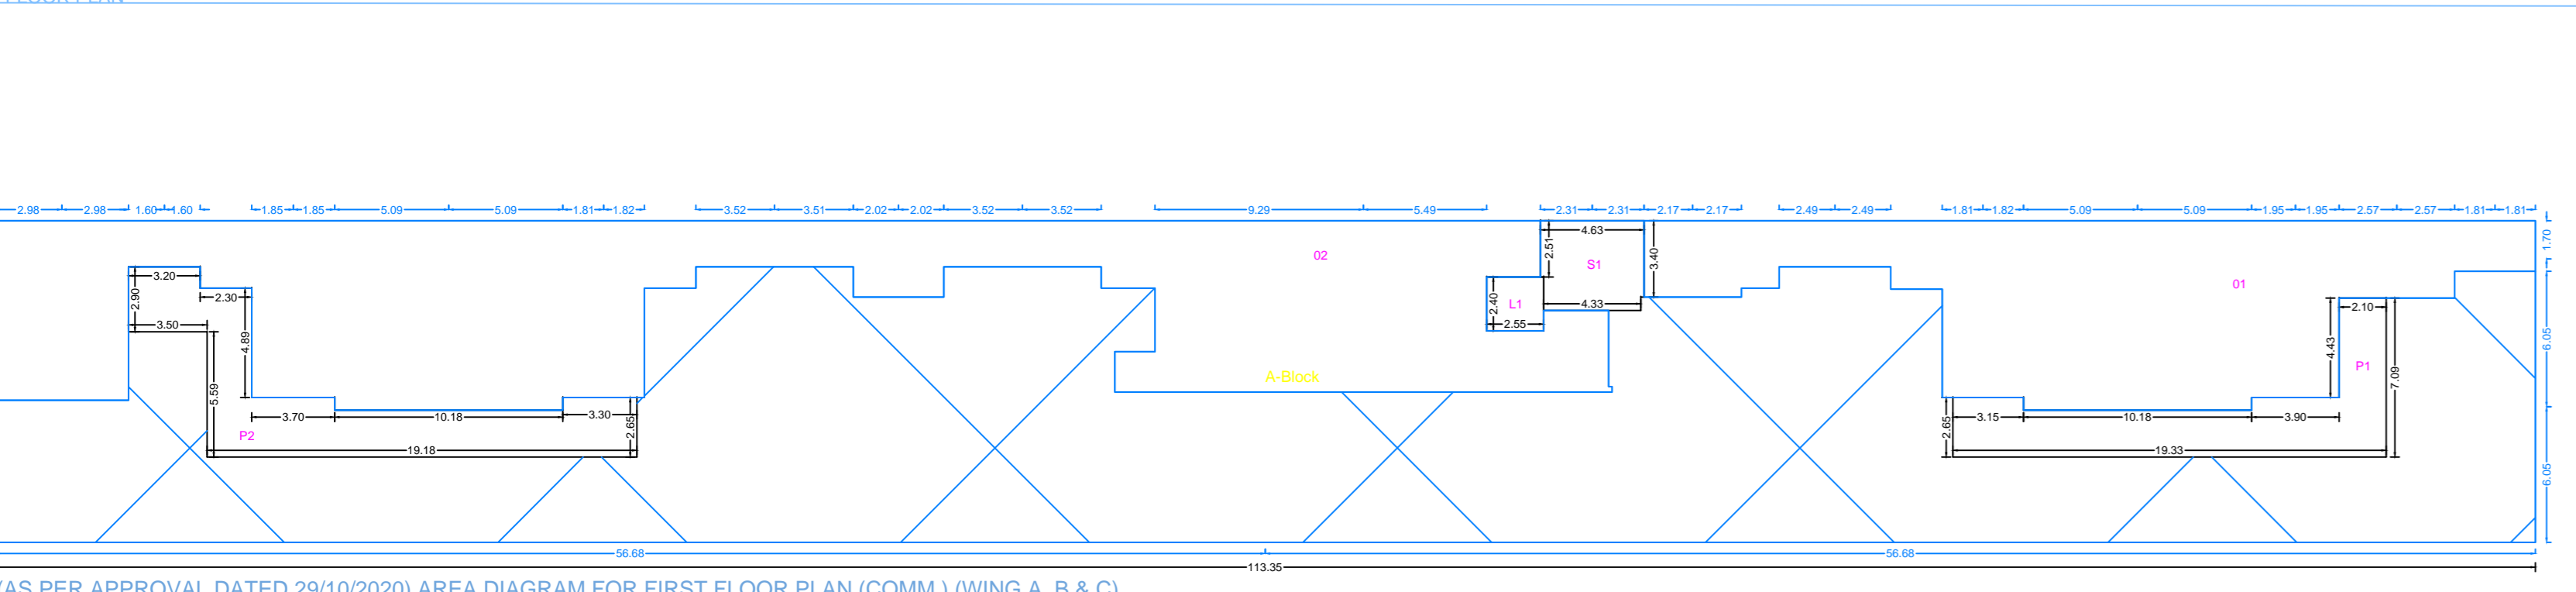 FLOOR PLAN
2.98 2.98 1.60 1.60 1.85 1.85 5.09 5.09 1.81 1.82 3.52 3.51 2.02 2.02 3.52 3.52 9.29 5.49 2.31 2.31 2.17 2.17 2.49 2.49 1.81 1.82 5.09 5.09 1.95 1.95 2.57 2.57 1.81 1.81
4.63
1.70
2.51
3.40
02
S1
3.20
2.90
2.30
01
2.40
L1
4.33
2.10
3.50
2.55
4.89
4.43
6.05
P1
7.09
A-Block
5.59
3.70 10.18 3.30
2.65
3.15 10.18 3.90
2.65
P2
19.18
19.33
6.05
56.68 56.68
113.35
(AS PER APPROVAL DATED 29/10/2020) AREA DIAGRAM FOR FIRST FLOOR PLAN (COMM.) (WING A, B & C)